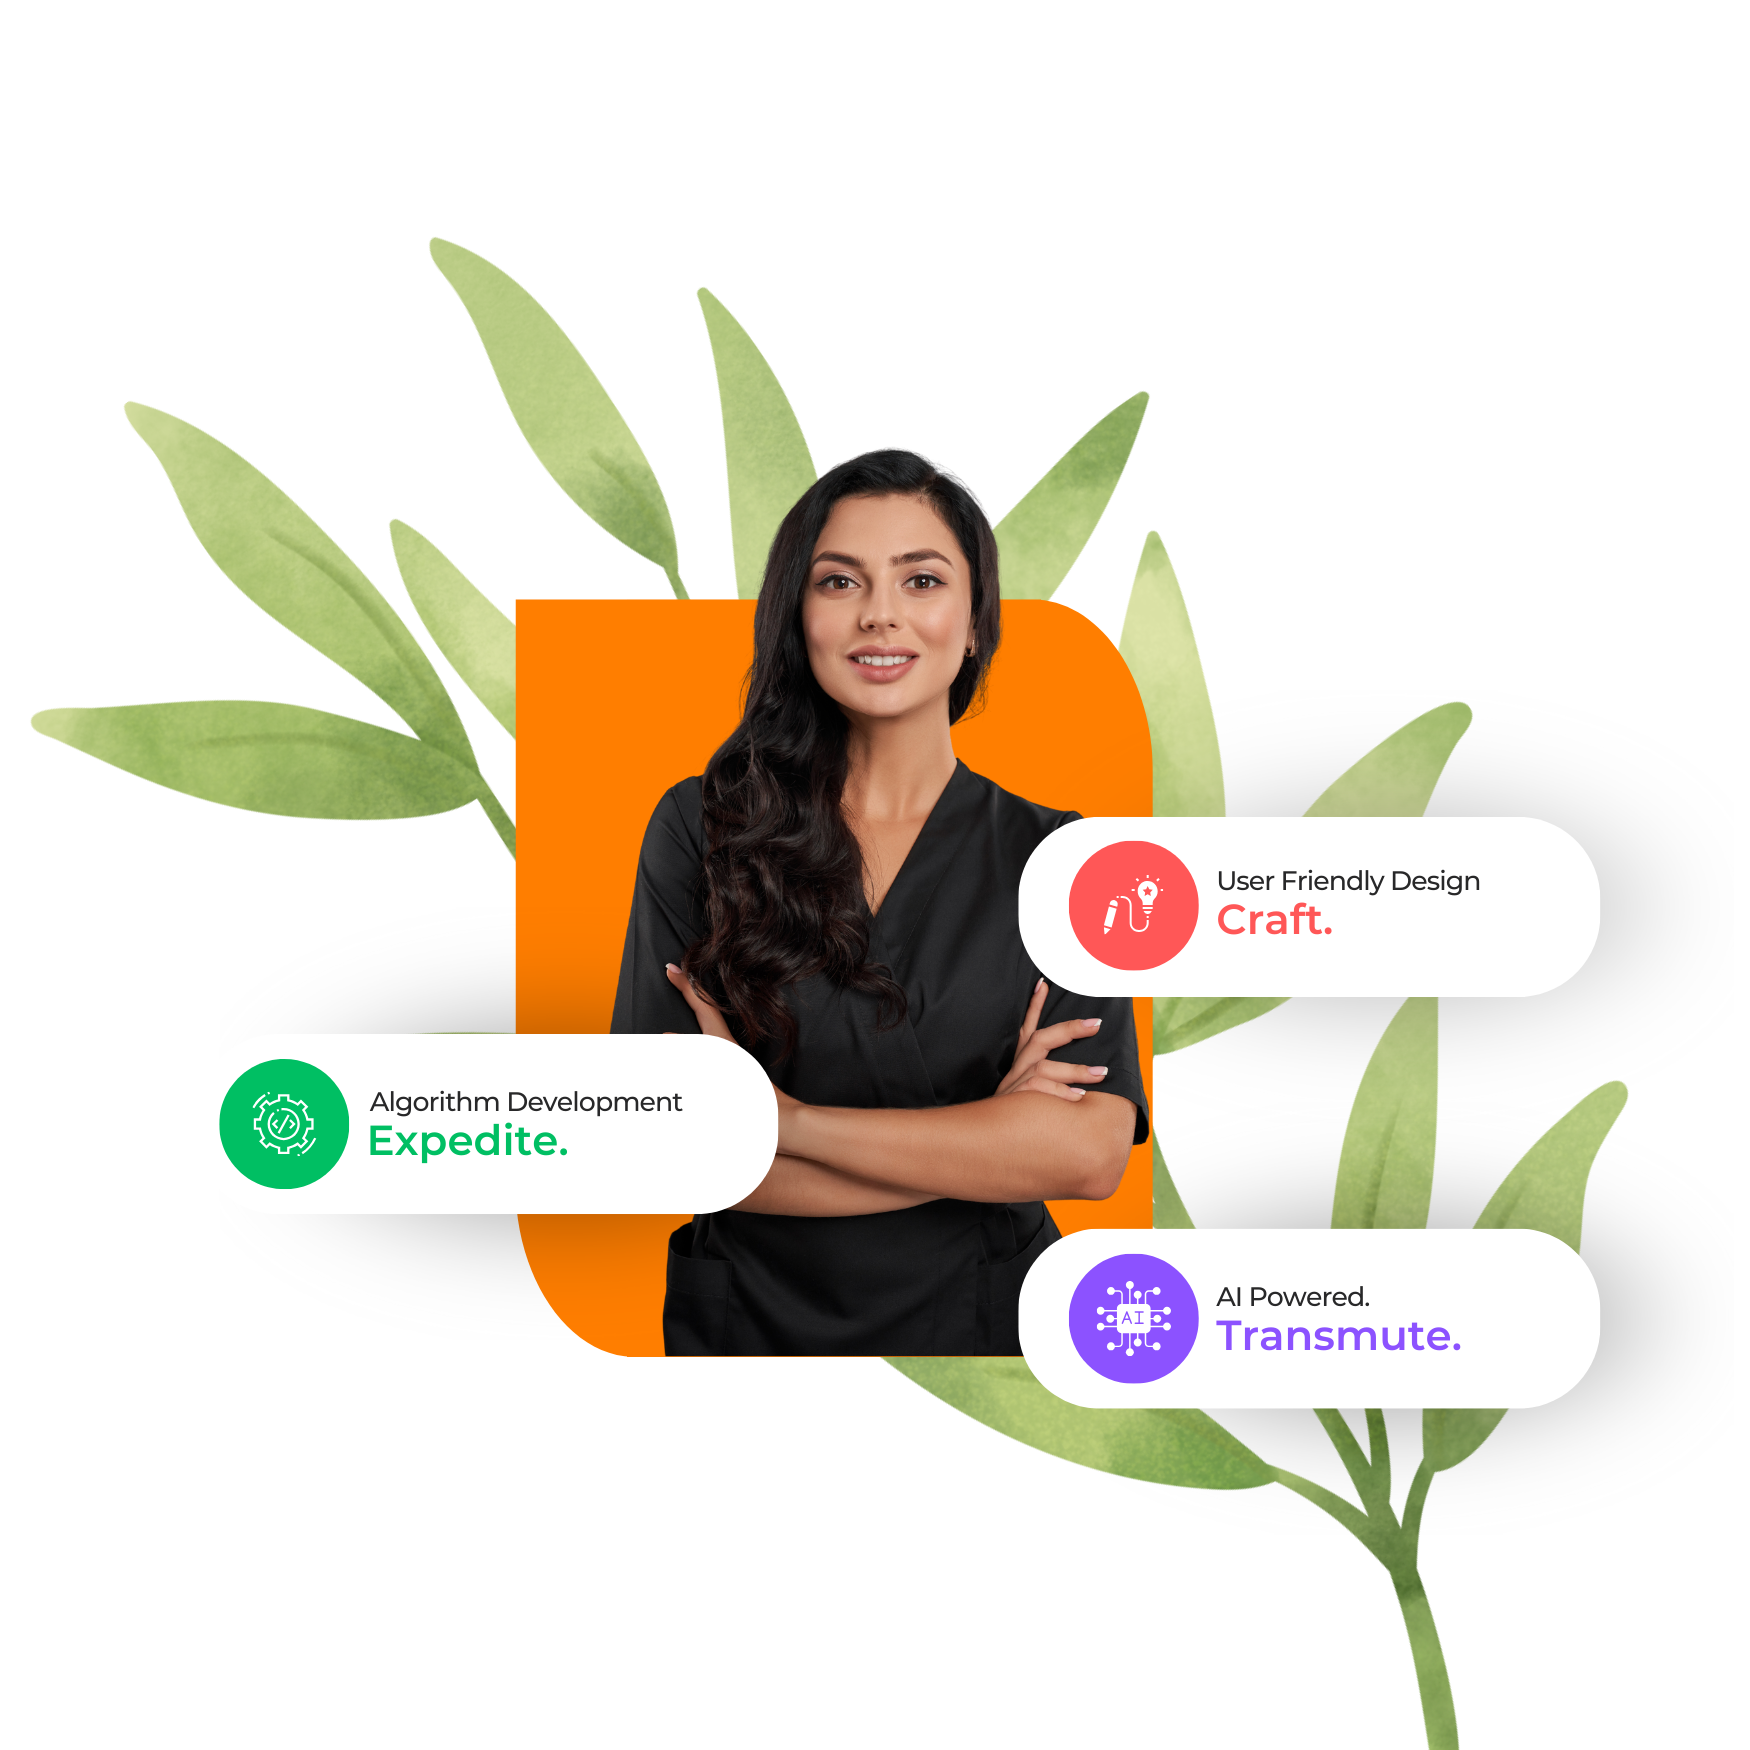 User Friendly Design
Craft.
Algorithm Development
Expedite.
AI Powered.
Transmute.
AI